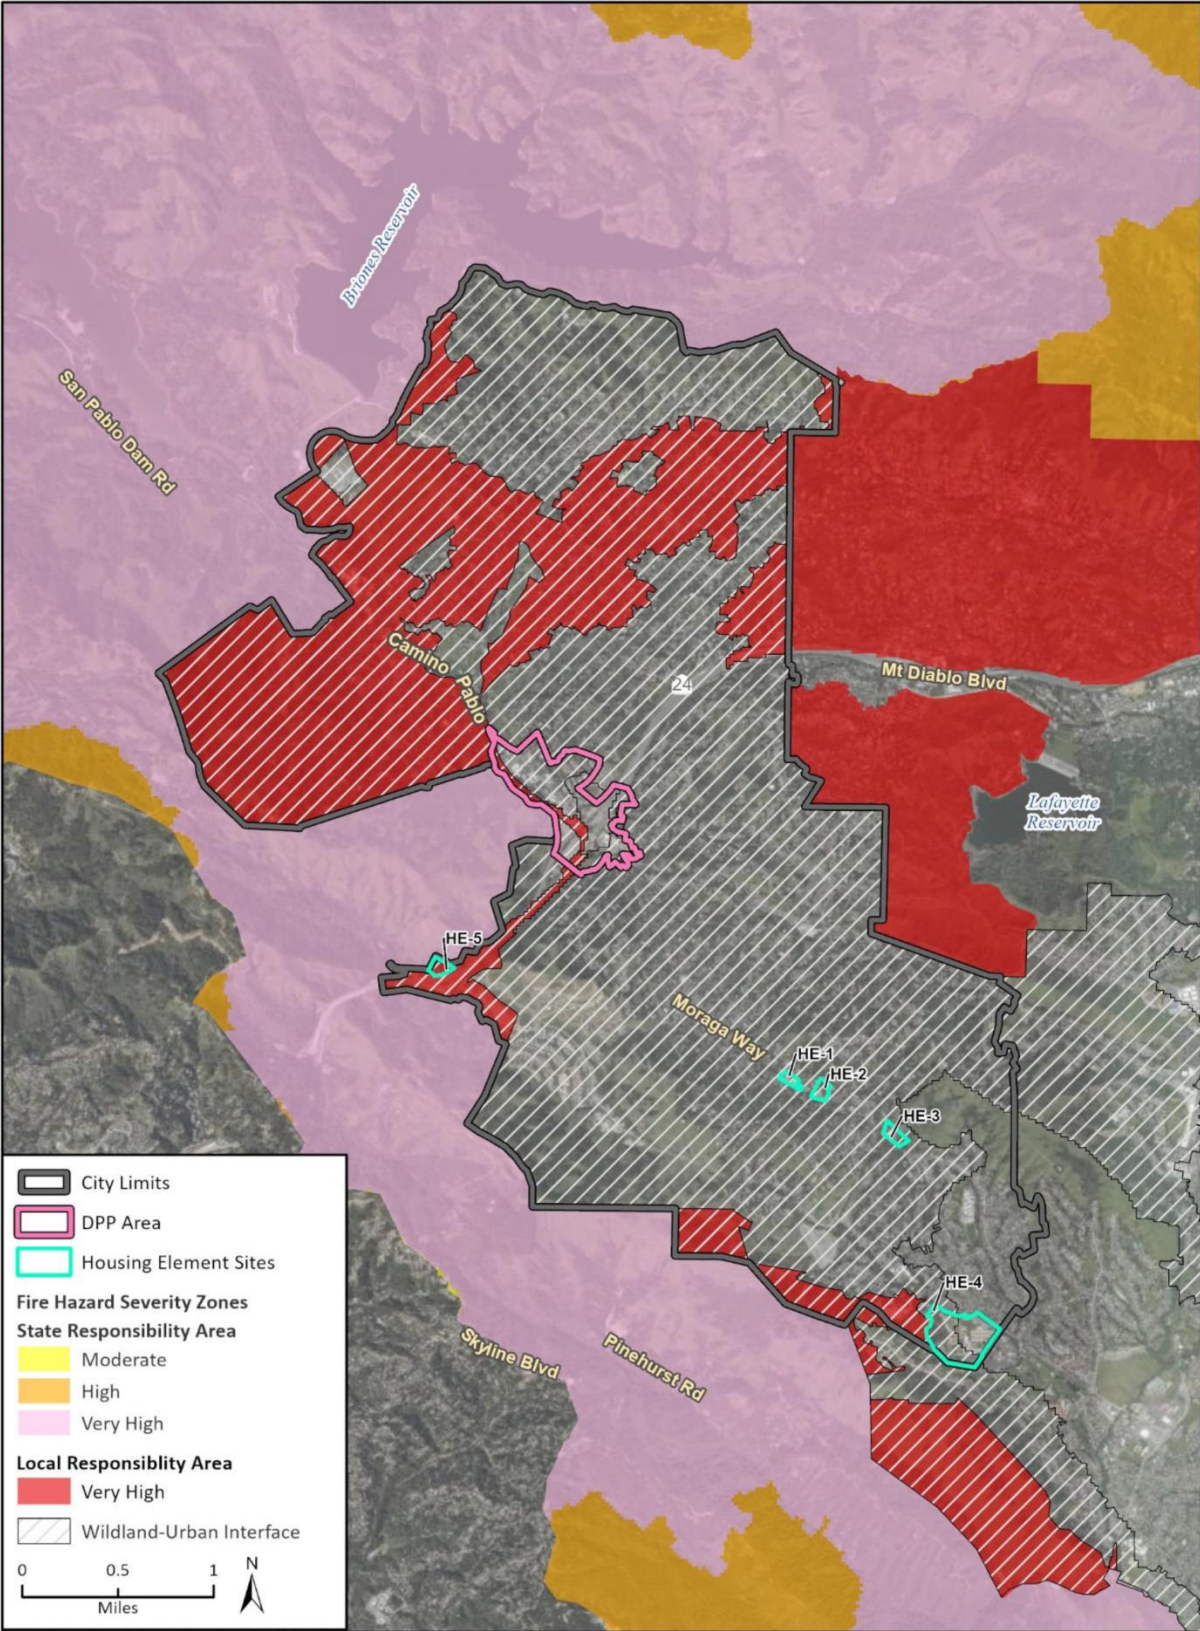 Briones Reservoir
San Pablo Dam Rd
Camino Pablo
24
Mt Diablo Blvd
Lafayette
Reservoir
HE-5
Moraga Way
HE-1
HE-2
HE-3
HE-4
Skyline Blvd
Pinehurst Rd
City Limits
DPP Area
Housing Element Sites
Fire Hazard Severity Zones
State Responsibility Area
Moderate
High
Very High
Local Responsiblity Area
Very High
Wildland-Urban Interface
0 0.5 1
Miles
N